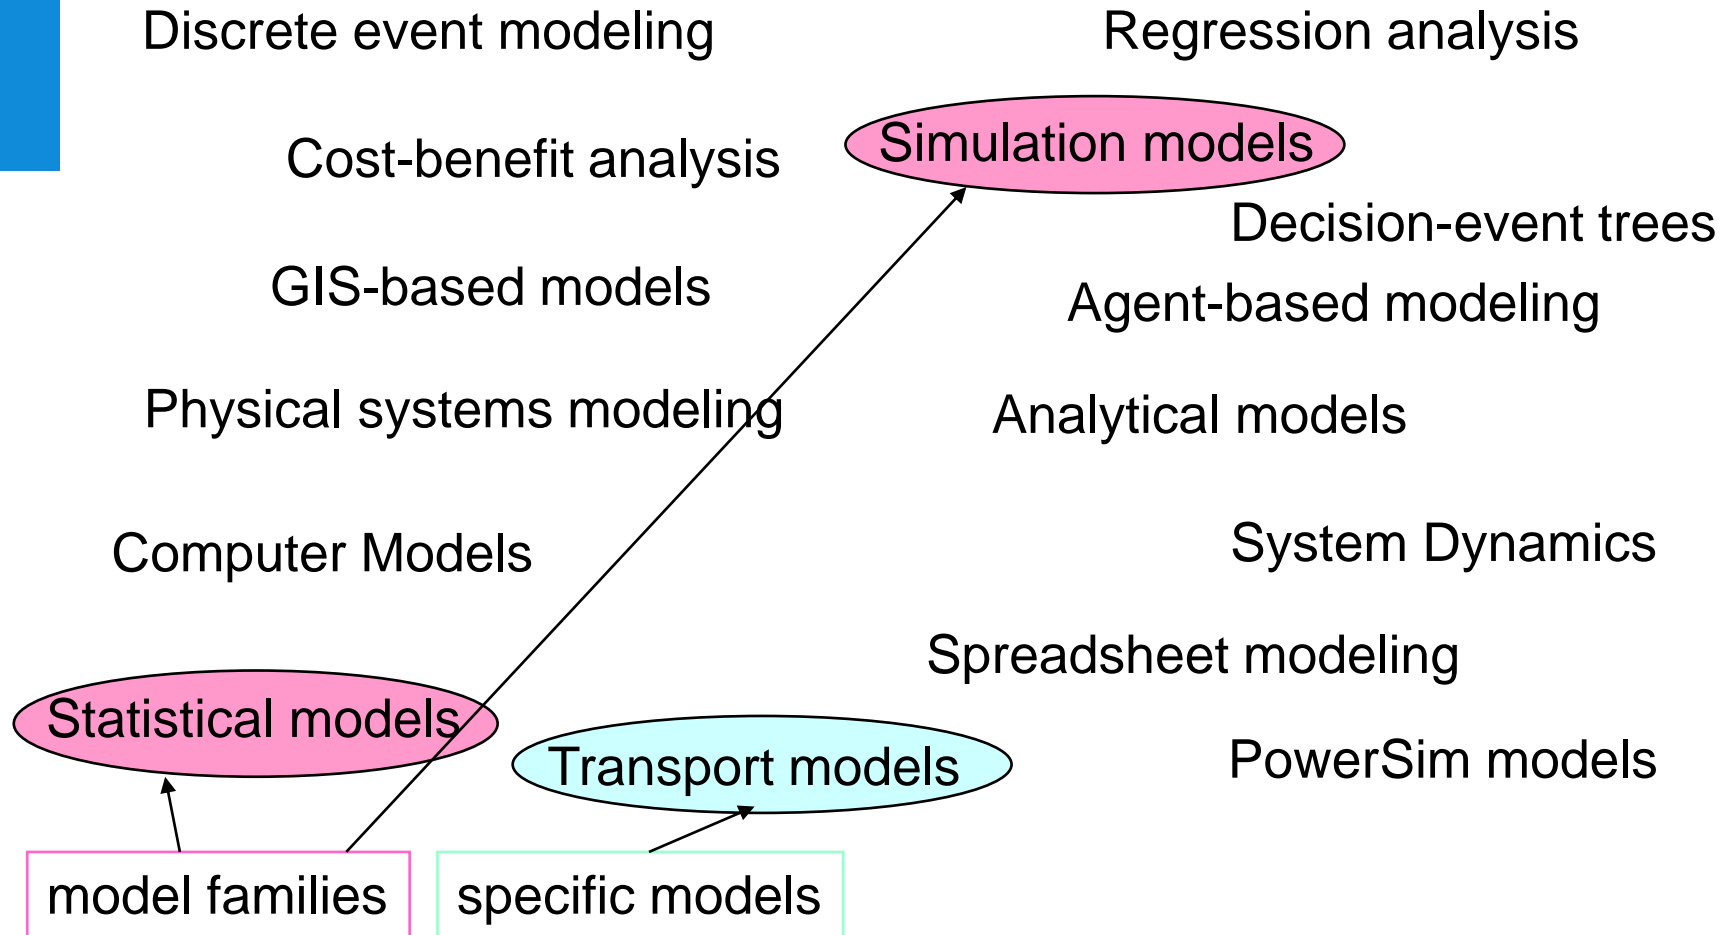 Discrete event modeling
Regression analysis
Cost-benefit analysis
Simulation models
Decision-event trees
GIS-based models
Agent-based modeling
Physical systems modeling
Analytical models
Computer Models
System Dynamics
Spreadsheet modeling
Statistical models
Transport models
PowerSim models
model families
specific models